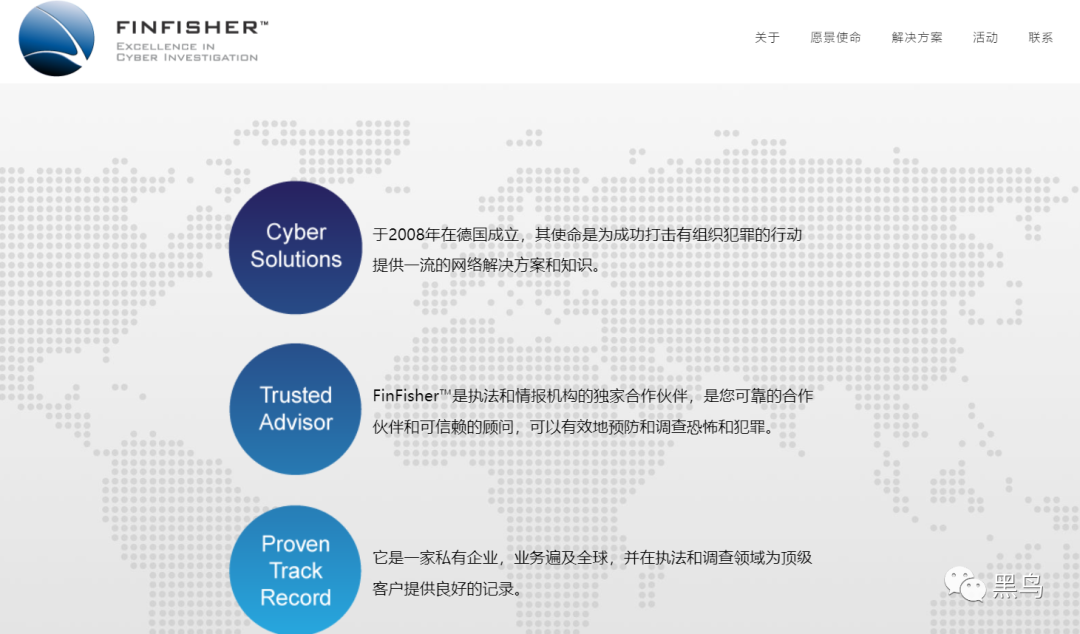 FINFISHER™
EXCELLENCE IN
CYBER INVESTIGATION
关于 愿景使命 解决方案 活动 联系
Cyber
Solutions
于2008年在德国成立，其使命是为成功打击有组织犯罪的行动
提供一流的网络解决方案和知识。
Trusted
Advisor
FinFisher™是执法和情报机构的独家合作伙伴，是您可靠的合作
伙伴和可信赖的顾问，可以有效地预防和调查恐怖和犯罪。
Proven
Track
Record
它是一家私有企业，业务遍及全球，并在执法和调查领域为顶级
客户提供良好的记录。
黑鸟